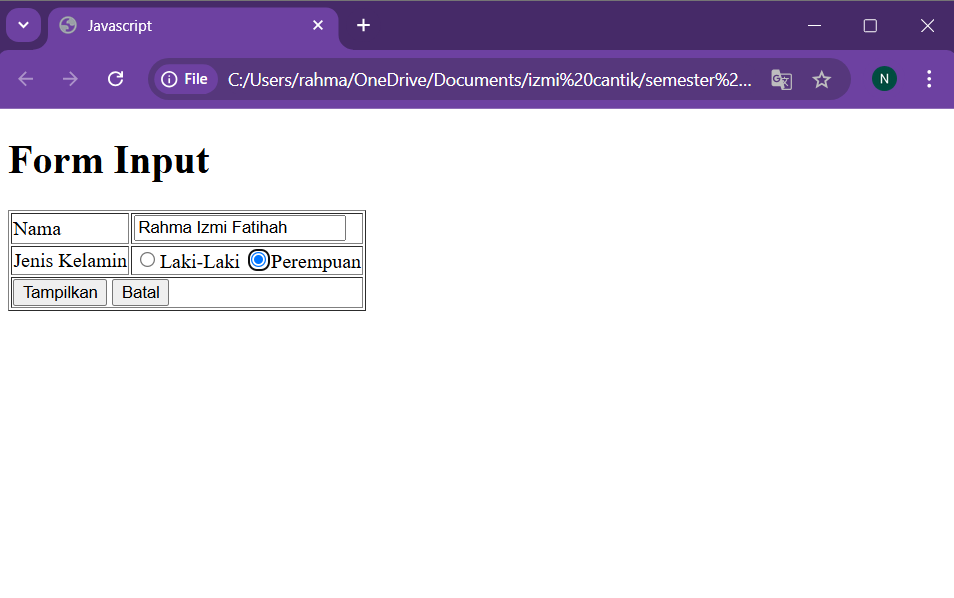 Javascript
File C:/Users/rahma/OneDrive/Documents/izmi%20cantik/semester%2... N
Form Input
Nama Rahma Izmi Fatihah
Jenis Kelamin Laki-Laki Perempuan
Tampilkan Batal